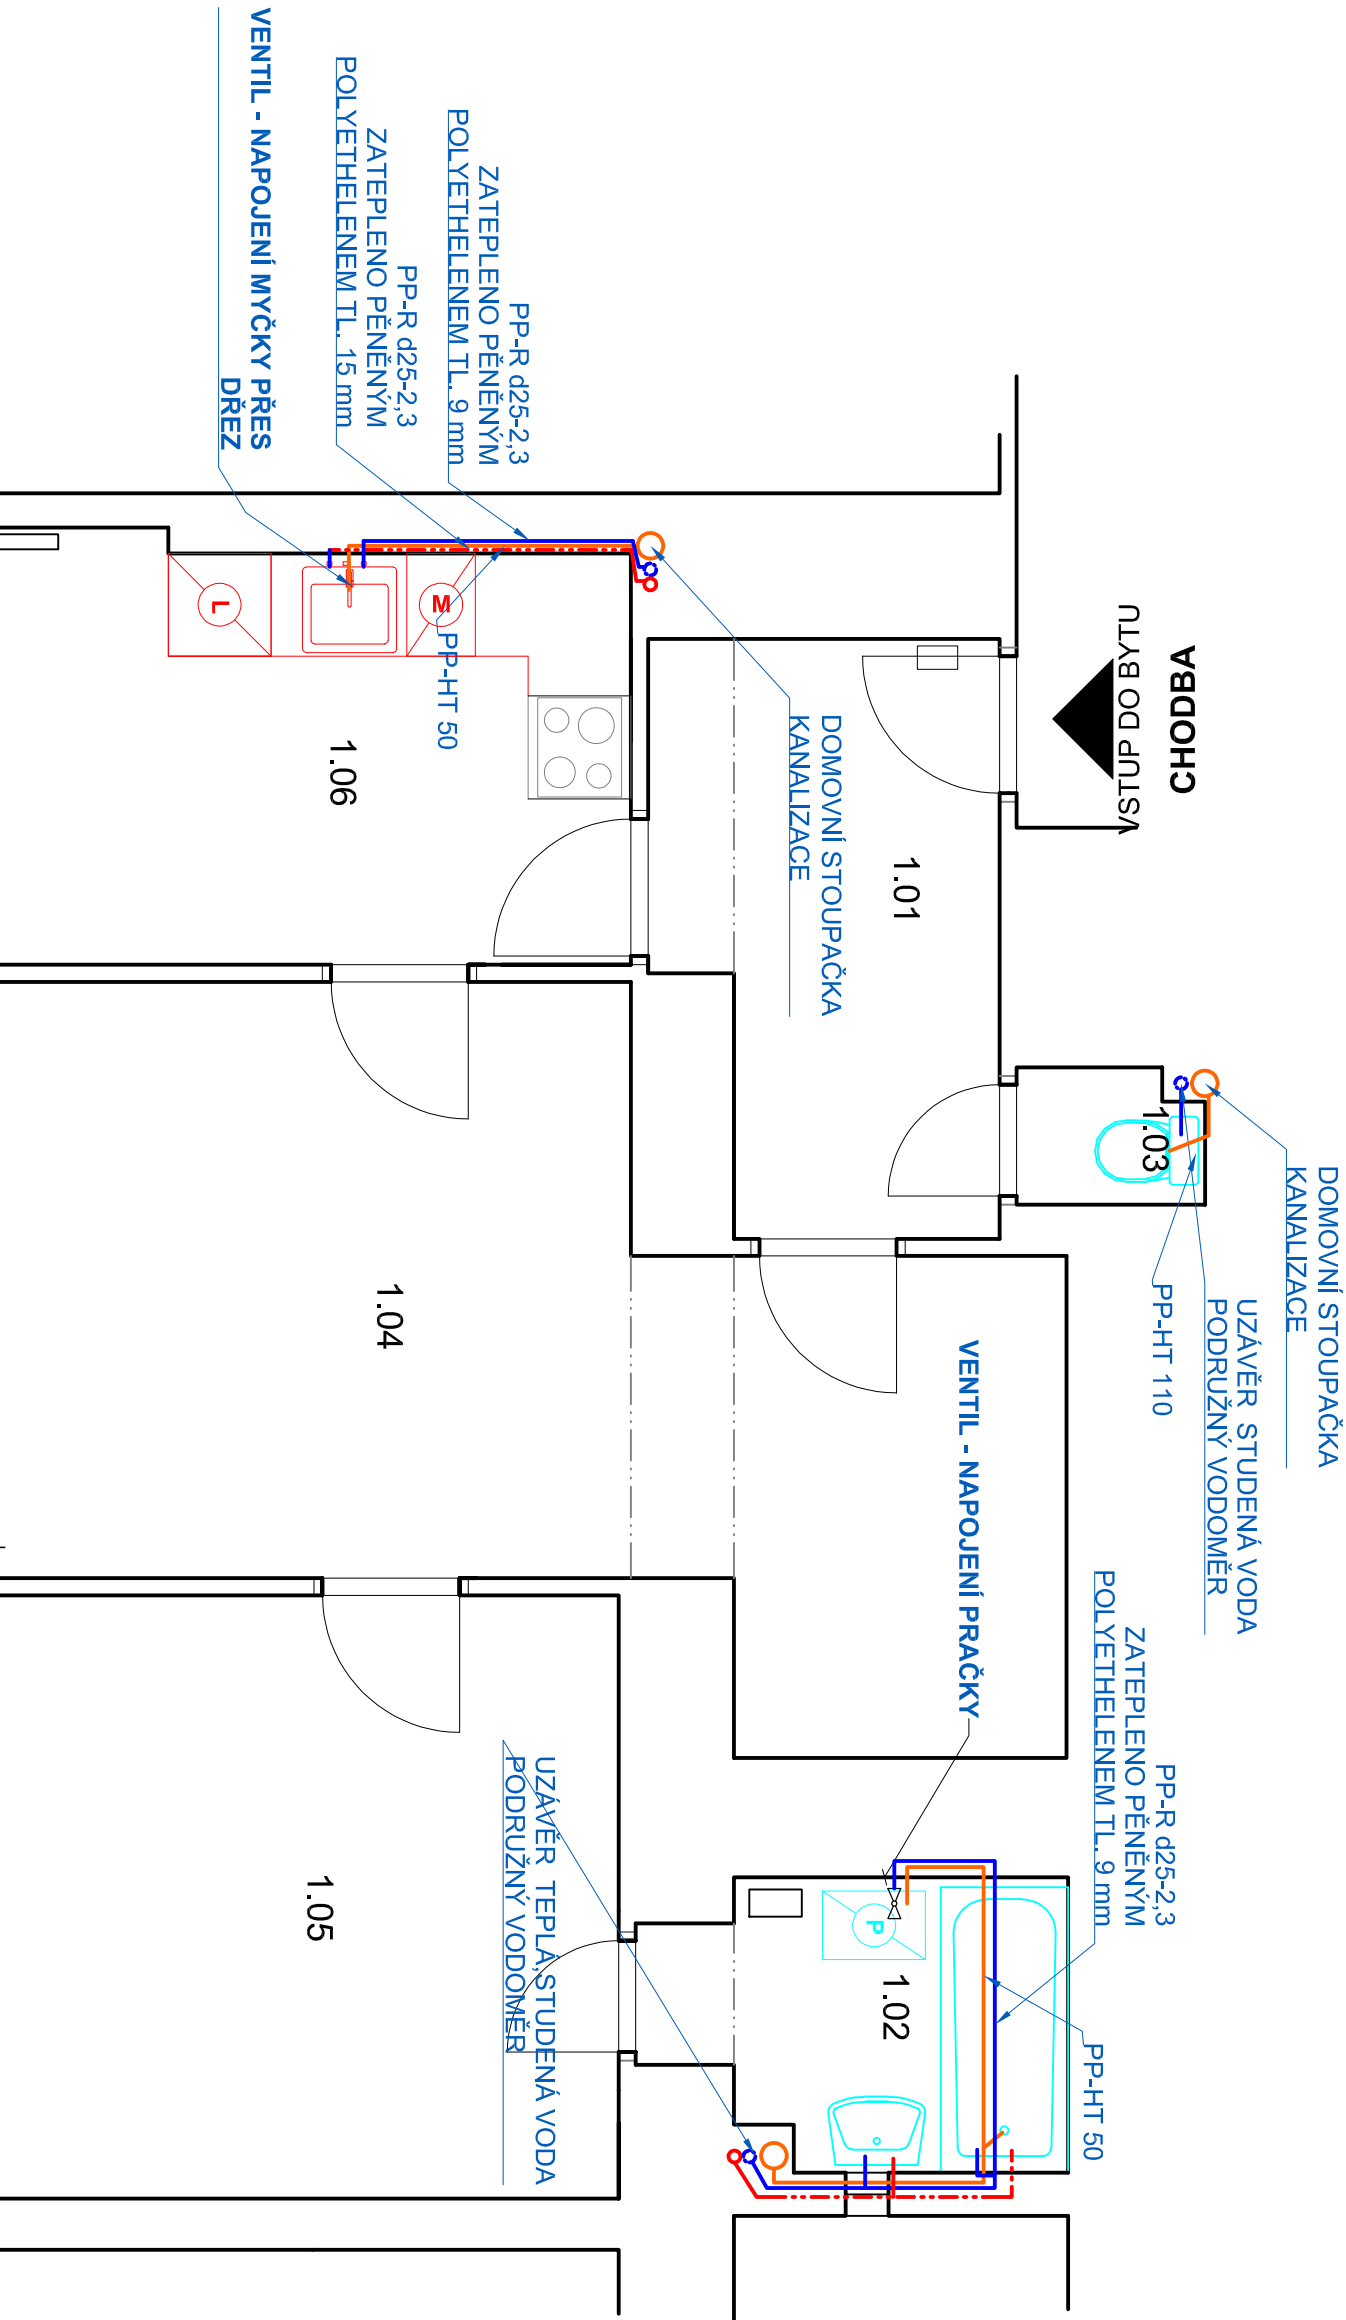 CHODBA
VSTUP DO BYTU
DOMOVNÍ STOUPAČKA
KANALIZACE
UZÁVĚR STUDENÁ VODA
PODRUŽNÝ VODOMĚR
PP-HT 110
1.03
PP-R d25-2,3
ZATEPLENO PĚNĚNÝM
POLYETHELENEM TL. 9 mm
PP-HT 50
VENTIL - NAPOJENÍ PRAČKY
1.01
1.02
P
DOMOVNÍ STOUPAČKA
KANALIZACE
UZÁVĚR TEPLÁ,STUDENÁ VODA
PODRUŽNÝ VODOMĚR
PP-R d25-2,3
ZATEPLENO PĚNĚNÝM
POLYETHELENEM TL. 9 mm
PP-R d25-2,3
ZATEPLENO PĚNĚNÝM
POLYETHELENEM TL. 15 mm
PP-HT 50
M
L
1.06
1.04
1.05
VENTIL - NAPOJENÍ MYČKY PŘES
DŘEZ